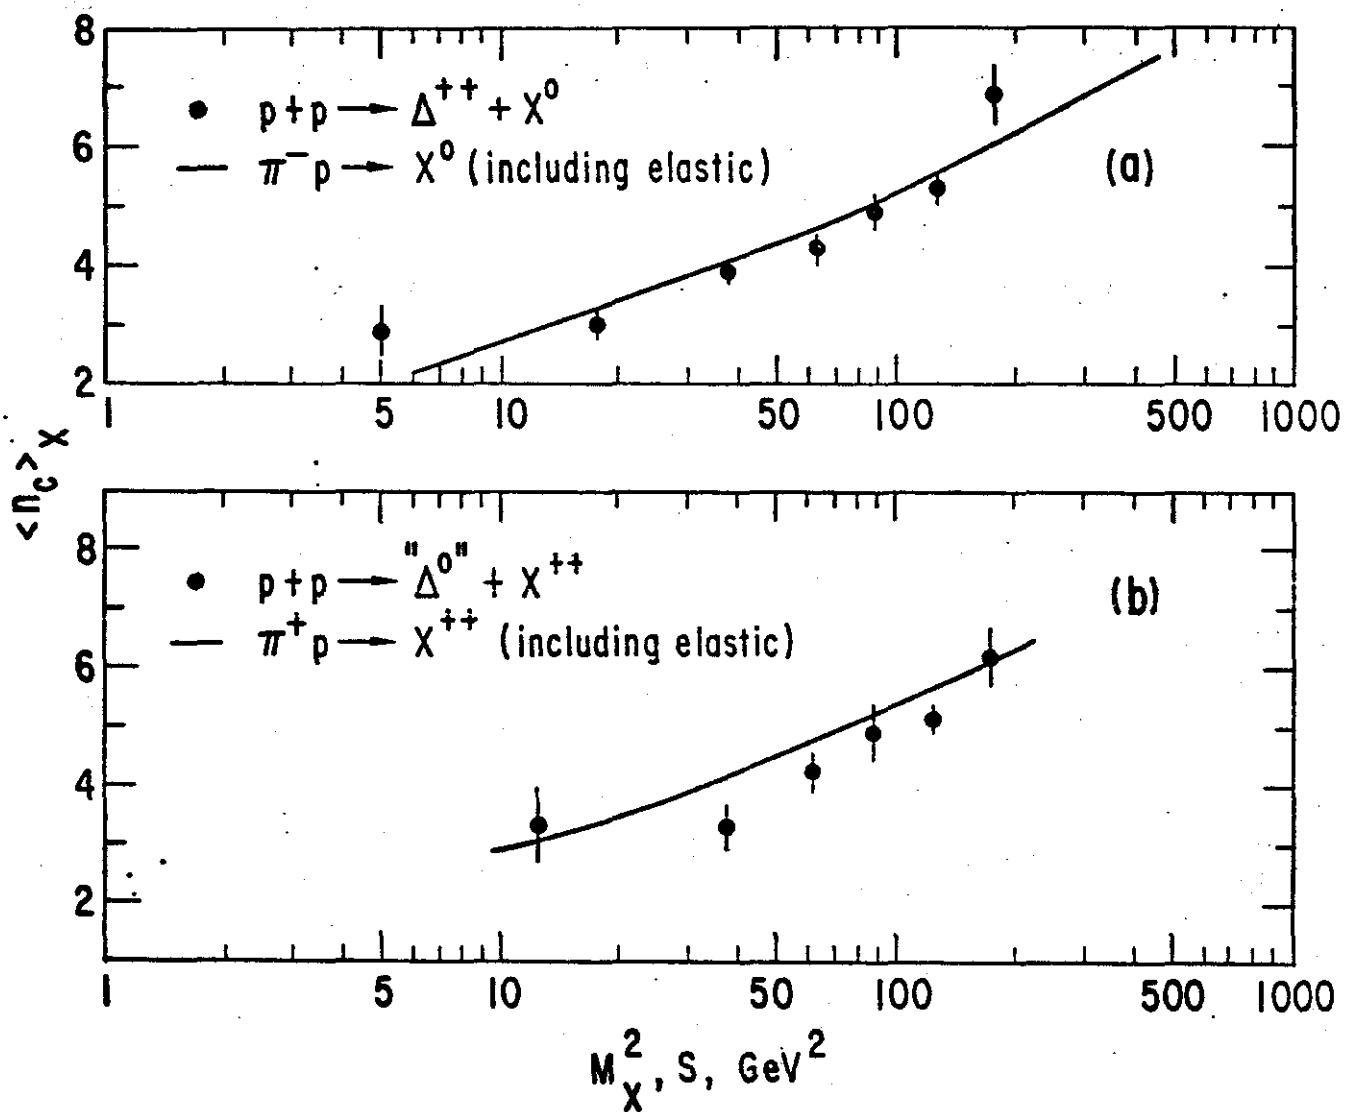 8
6
4
2
● p+p → Δ⁺⁺ + X⁰
— π⁻p → X⁰ (including elastic)
(a)
1 5 10 50 100 500 1000
<n_c>_X
8
6
4
2
● p+p → "Δ⁰" + X⁺⁺
— π⁺p → X⁺⁺ (including elastic)
(b)
1 5 10 50 100 500 1000
M_X², S, GeV²